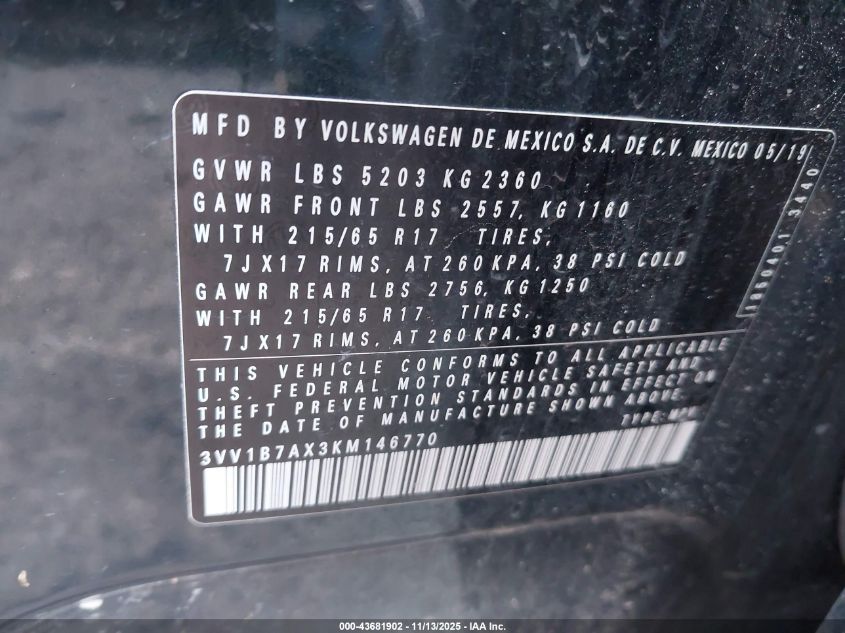 MFD BY VOLKSWAGEN DE MEXICO S.A. DE C.V. MEXICO 05/19
GVWR LBS 5203 KG 2360
GAWR FRONT LBS 2557, KG 1160
WITH 215/65 R17 TIRES,
7JX17 RIMS, AT 260 KPA, 38 PSI COLD
GAWR REAR LBS 2756, KG 1250
WITH 215/65 R17 TIRES,
7JX17 RIMS, AT 260 KPA, 38 PSI COLD
THIS VEHICLE CONFORMS TO ALL APPLICABLE
U.S. FEDERAL MOTOR VEHICLE SAFETY AND
THEFT PREVENTION STANDARDS IN EFFECT ON
THE DATE OF MANUFACTURE SHOWN ABOVE.
TYPE:
3VV1B7AX3KM146770
3440
000-43681902 - 11/13/2025 - IAA Inc.